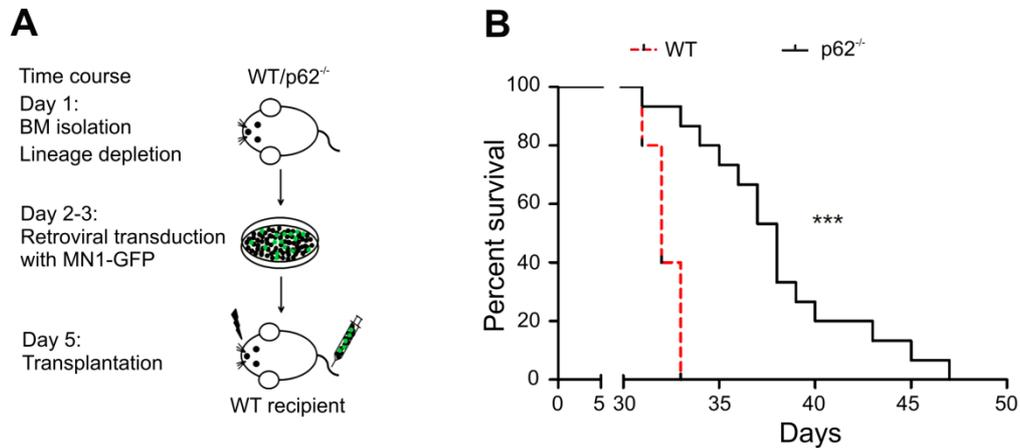 A
Time course
WT/p62-/-
Day 1:
BM isolation
Lineage depletion
Day 2-3:
Retroviral transduction
with MN1-GFP
Day 5:
Transplantation
WT recipient
B
WT
p62-/-
Percent survival
100
80
60
40
20
0
***
0 5 30 35 40 45 50
Days